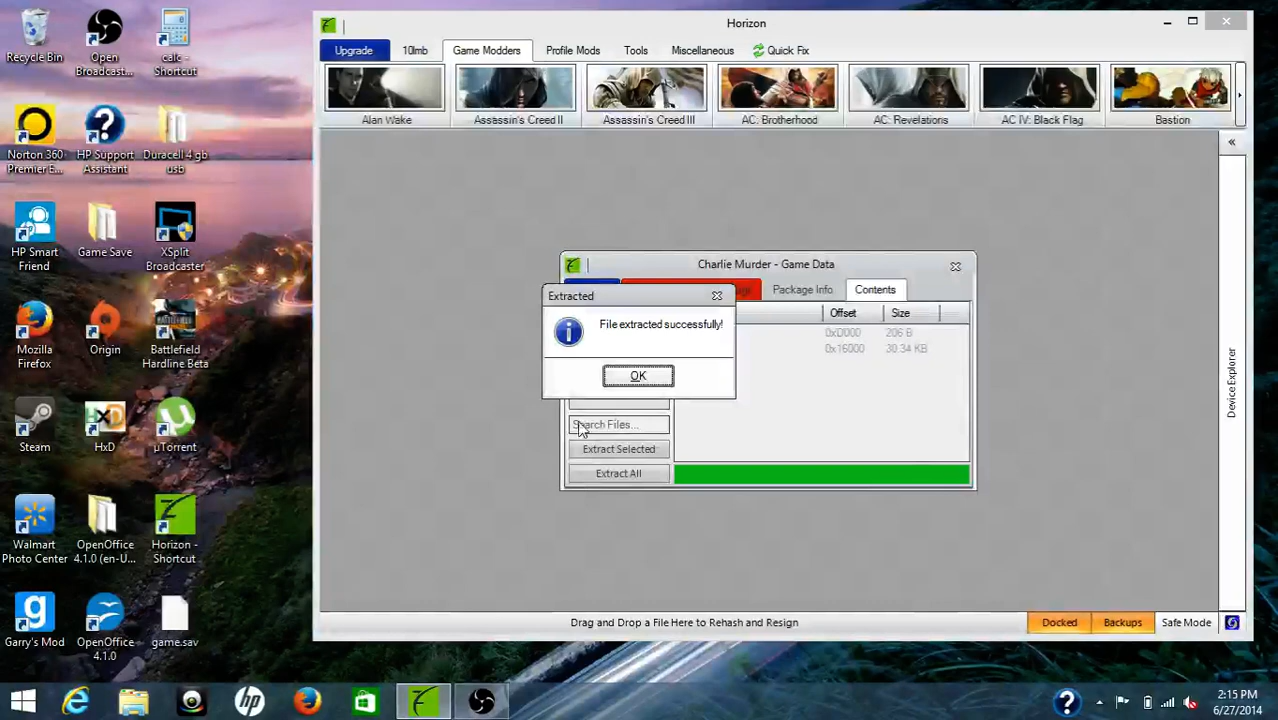 Horizon
Upgrade
10mb
Game Modders
Profile Mods
Tools
Miscellaneous
Quick Fix
Alan Wake
Assassin's Creed II
Assassin's Creed III
AC: Brotherhood
AC: Revelations
AC IV: Black Flag
Bastion
Recycle Bin
Open
Broadcast...
calc -
Shortcut
Norton 360
Premier E...
HP Support
Assistant
Duracell 4 gb
usb
HP Smart
Friend
Game Save
XSplit
Broadcaster
Mozilla
Firefox
Origin
Battlefield
Hardline Beta
Steam
HxD
µTorrent
Walmart
Photo Center
OpenOffice
4.1.0 (en-U...
Horizon -
Shortcut
Garry's Mod
OpenOffice
4.1.0
game.sav
Charlie Murder - Game Data
Package Info
Contents
Offset
Size
0xD000
206 B
0x16000
30.34 KB
Extracted
File extracted successfully!
OK
Search Files...
Extract Selected
Extract All
Device Explorer
Drag and Drop a File Here to Rehash and Resign
Docked
Backups
Safe Mode
2:15 PM
6/27/2014